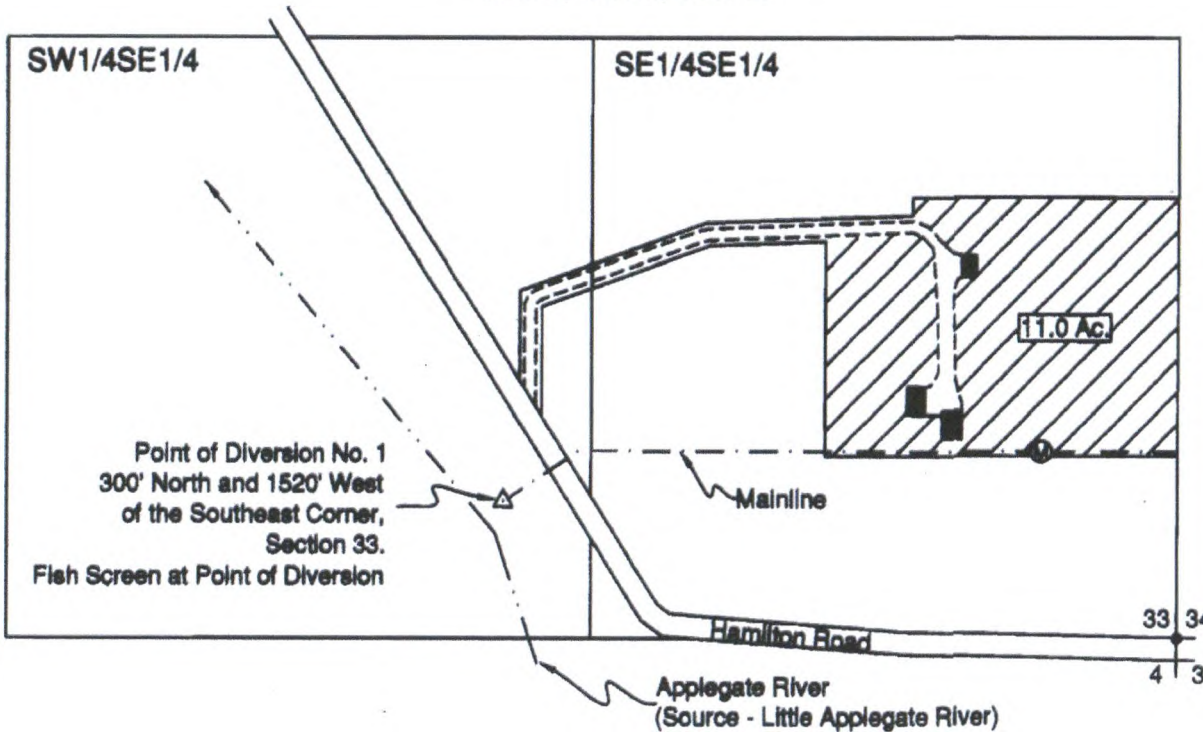 SW1/4SE1/4
SE1/4SE1/4
11.0 Ac.
Point of Diversion No. 1
300' North and 1520' West
of the Southeast Corner,
Section 33.
Fish Screen at Point of Diversion
M
Mainline
Hamilton Road
33 34
4 3
Applegate River
(Source - Little Applegate River)